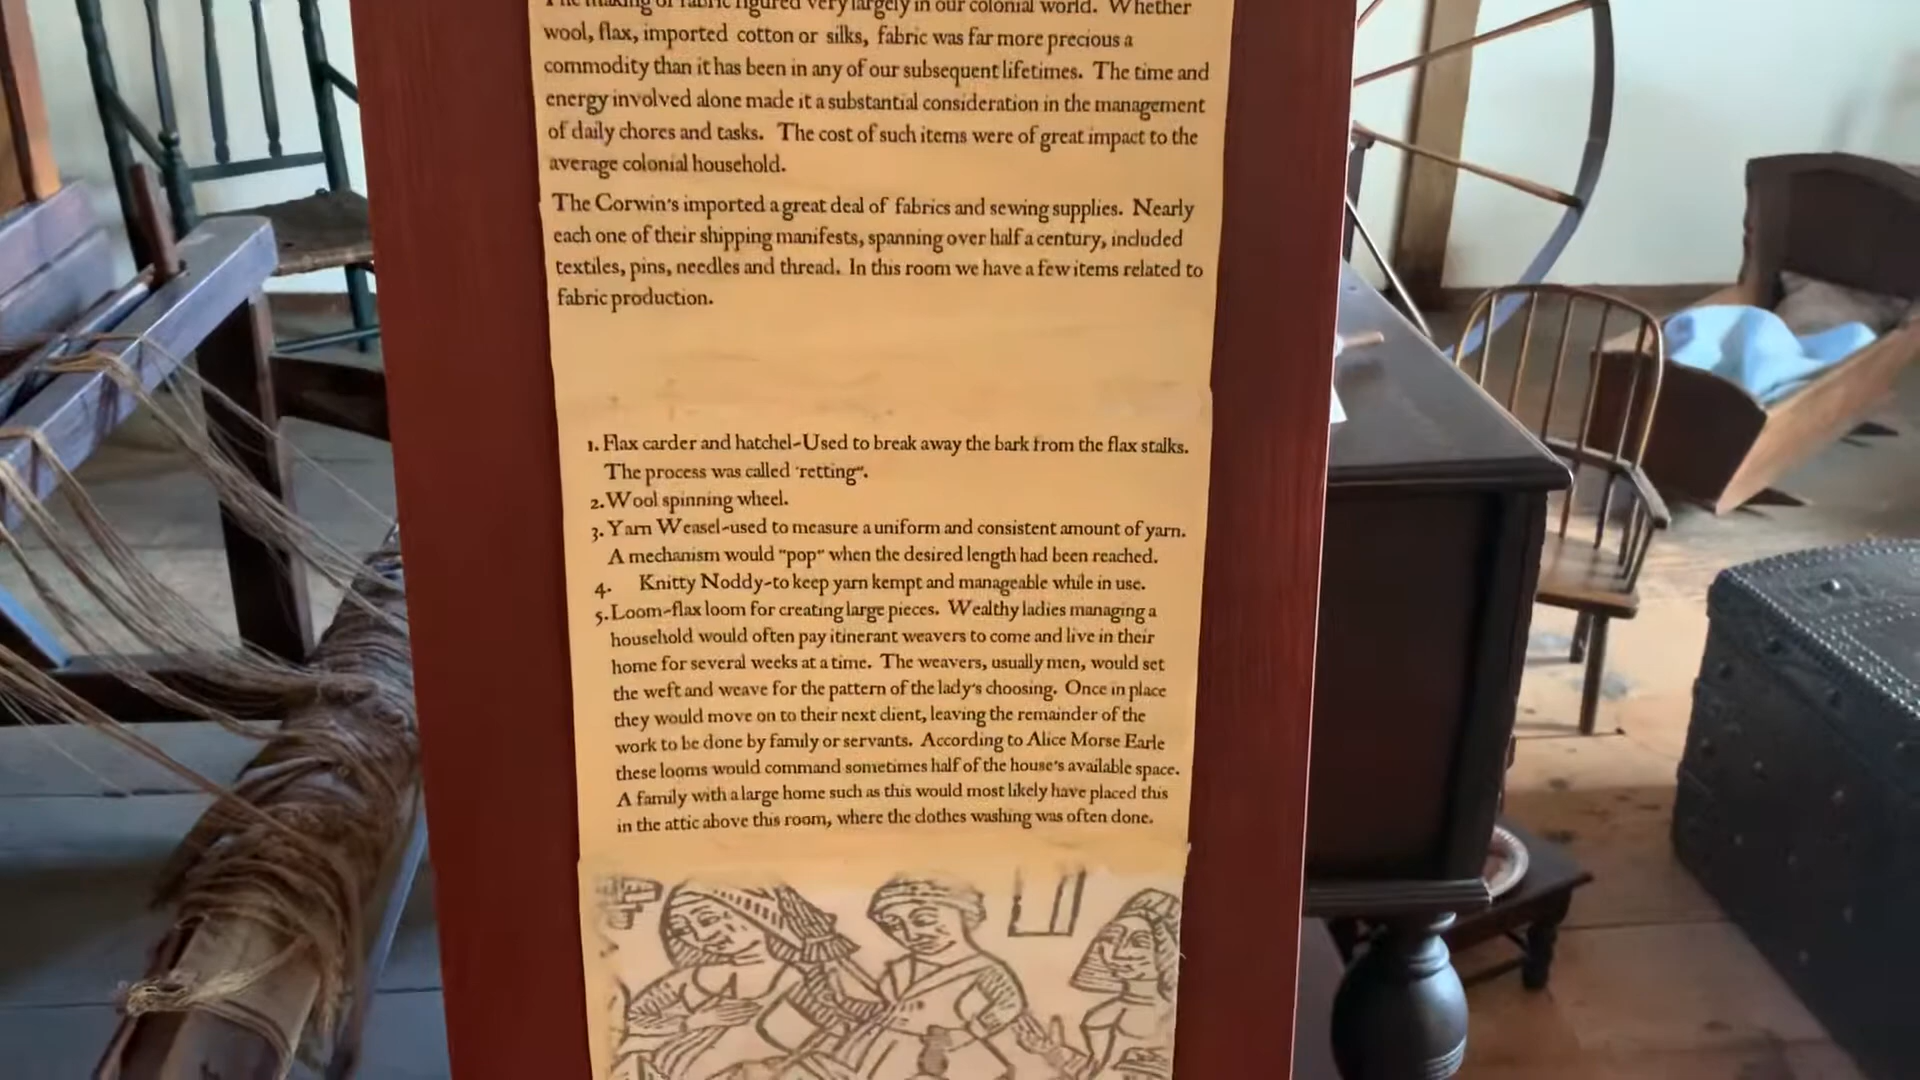 The making of fabric figured very largely in our colonial world. Whether
wool, flax, imported cotton or silks, fabric was far more precious a
commodity than it has been in any of our subsequent lifetimes. The time and
energy involved alone made it a substantial consideration in the management
of daily chores and tasks. The cost of such items were of great impact to the
average colonial household.
The Corwin's imported a great deal of fabrics and sewing supplies. Nearly
each one of their shipping manifests, spanning over half a century, included
textiles, pins, needles and thread. In this room we have a few items related to
fabric production.
1. Flax carder and hatchel-Used to break away the bark from the flax stalks.
The process was called 'retting".
2. Wool spinning wheel.
3. Yarn Weasel-used to measure a uniform and consistent amount of yarn.
A mechanism would "pop" when the desired length had been reached.
4. Knitty Noddy-to keep yarn kempt and manageable while in use.
5. Loom-flax loom for creating large pieces. Wealthy ladies managing a
household would often pay itinerant weavers to come and live in their
home for several weeks at a time. The weavers, usually men, would set
the weft and weave for the pattern of the lady's choosing. Once in place
they would move on to their next client, leaving the remainder of the
work to be done by family or servants. According to Alice Morse Earle
these looms would command sometimes half of the house's available space.
A family with a large home such as this would most likely have placed this
in the attic above this room, where the clothes washing was often done.